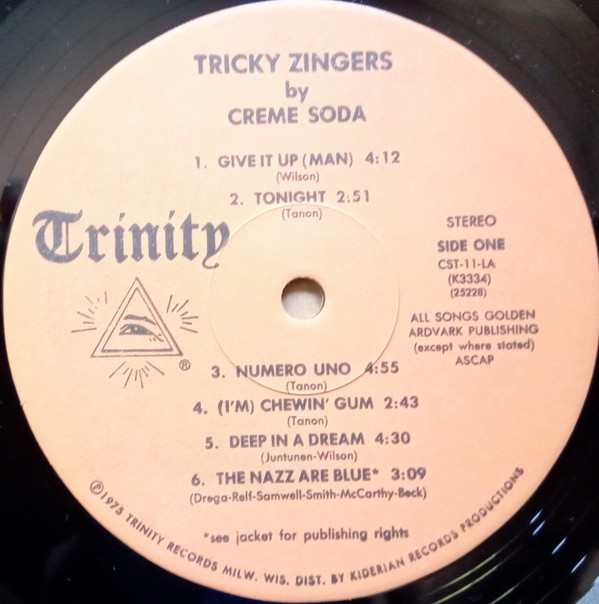 TRICKY ZINGERS
by
CREME SODA
1. GIVE IT UP (MAN) 4:12
(Wilson)
2. TONIGHT 2:51
(Tanon)
Trinity
®
STEREO
SIDE ONE
CST-11-LA
(K3334)
(25228)
ALL SONGS GOLDEN
ARDVARK PUBLISHING
(except where stated)
ASCAP
3. NUMERO UNO 4:55
(Tanon)
4. (I'M) CHEWIN' GUM 2:43
(Tanon)
5. DEEP IN A DREAM 4:30
(Juntunen-Wilson)
6. THE NAZZ ARE BLUE* 3:09
(Drega-Relf-Samwell-Smith-McCarthy-Beck)
*see jacket for publishing rights
℗1975 TRINITY RECORDS MILW. WIS. DIST. BY KIDERIAN RECORDS PRODUCTIONS